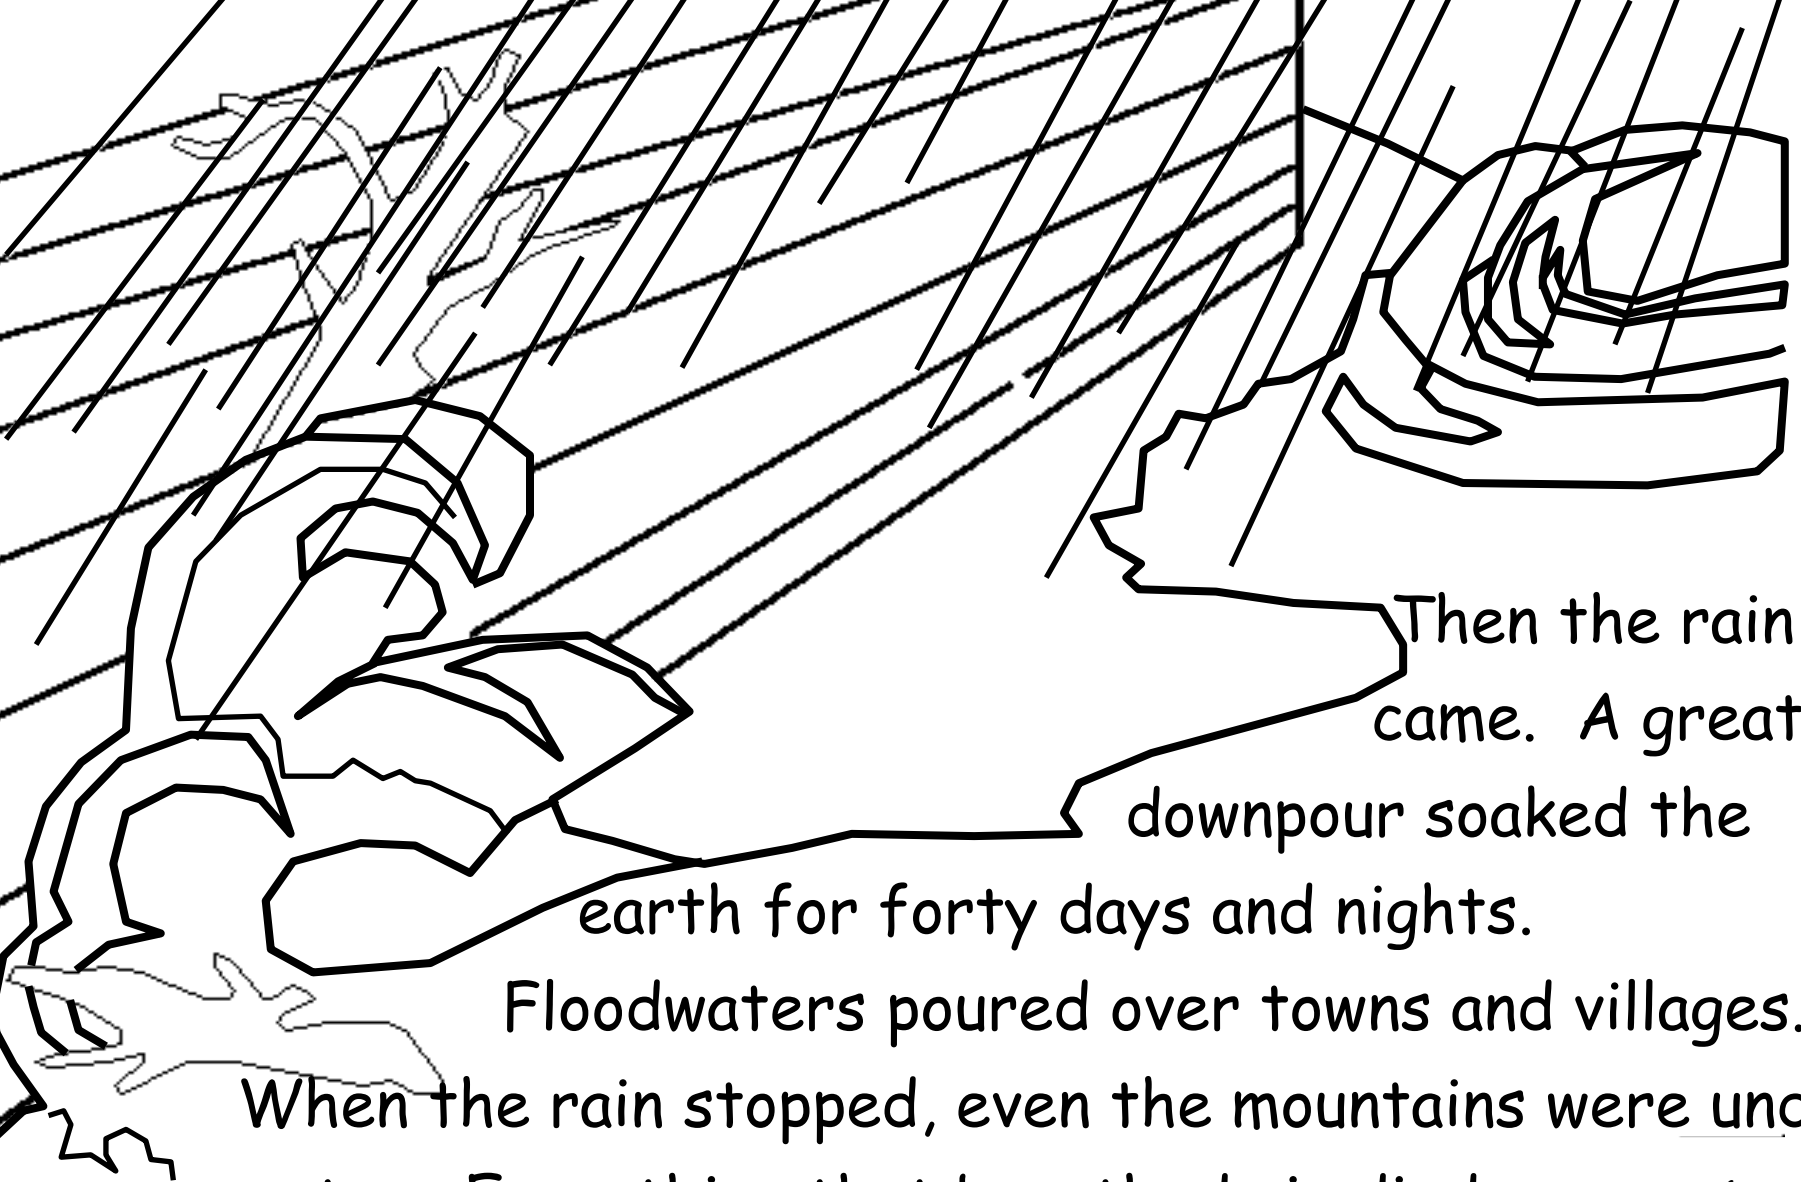 Then the rain
came. A great
downpour soaked the
earth for forty days and nights.
Floodwaters poured over towns and villages.
When the rain stopped, even the mountains were